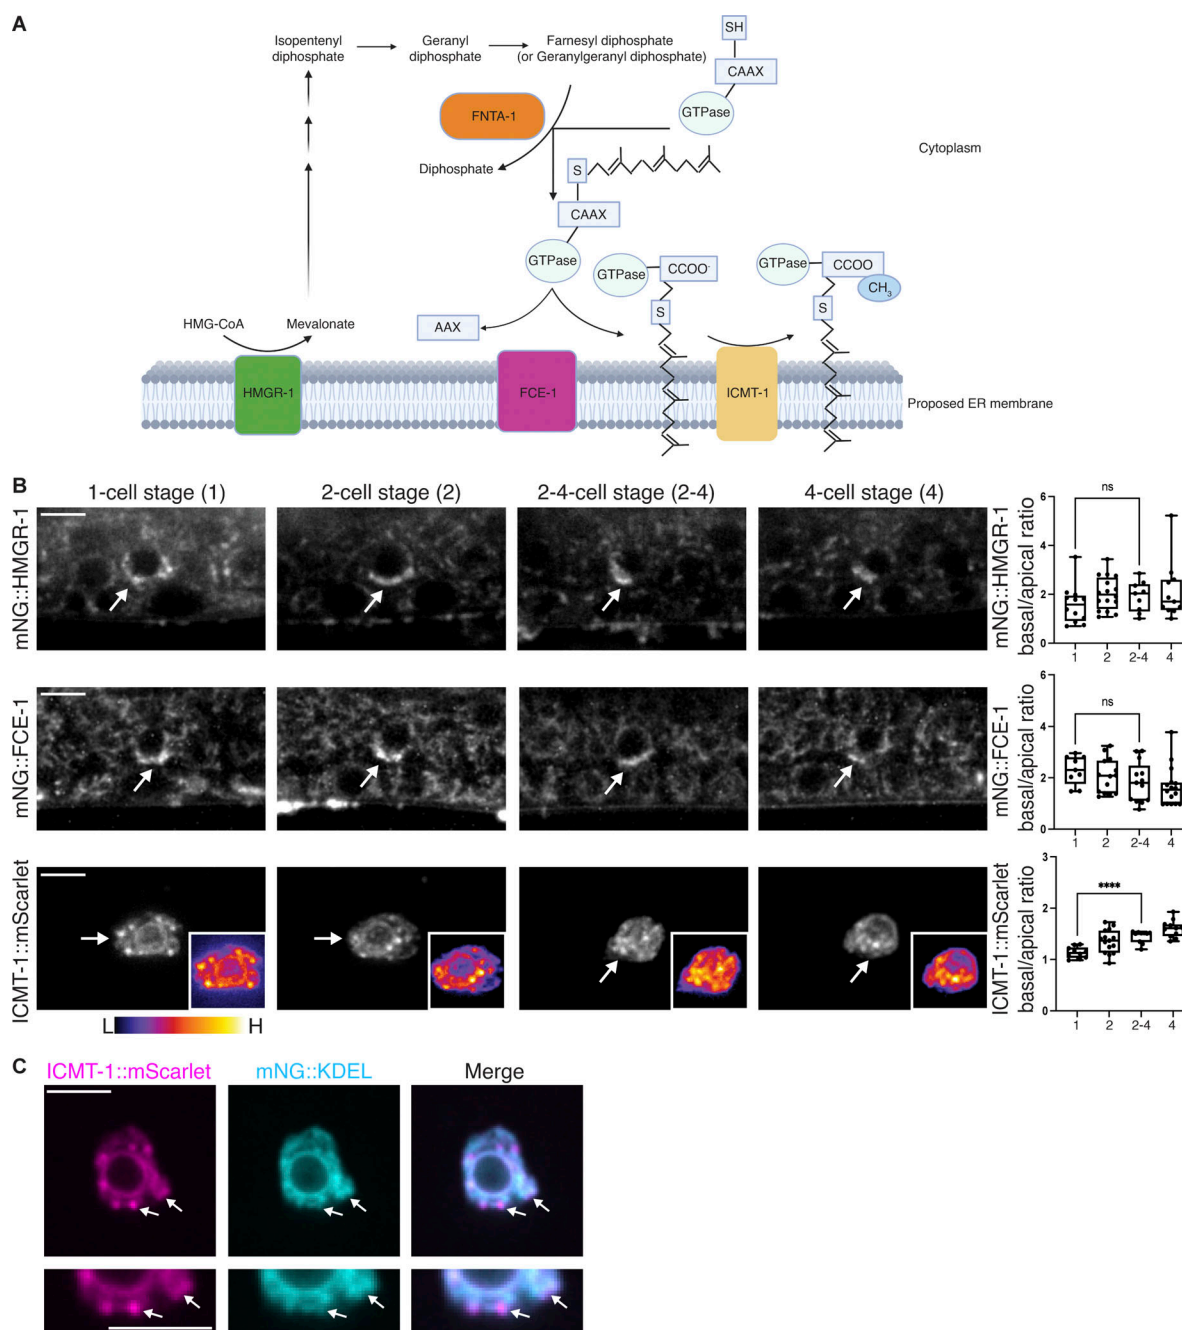 A
Isopentenyl
diphosphate
Geranyl
diphosphate
Farnesyl diphosphate
(or Geranylgeranyl diphosphate)
SH
CAAX
GTPase
FNTA-1
Diphosphate
Cytoplasm
S
CAAX
GTPase
GTPase
CCOO-
S
GTPase
CCOO
CH3
S
AAX
HMG-CoA
Mevalonate
HMGR-1
FCE-1
ICMT-1
Proposed ER membrane
B
1-cell stage (1)
2-cell stage (2)
2-4-cell stage (2-4)
4-cell stage (4)
mNG::HMGR-1
mNG::HMGR-1
basal/apical ratio
6
4
2
0
ns
1
2
2-4
4
mNG::FCE-1
mNG::FCE-1
basal/apical ratio
6
4
2
0
ns
1
2
2-4
4
ICMT-1::mScarlet
L
H
ICMT-1::mScarlet
basal/apical ratio
3
2
1
0
****
1
2
2-4
4
C
ICMT-1::mScarlet
mNG::KDEL
Merge